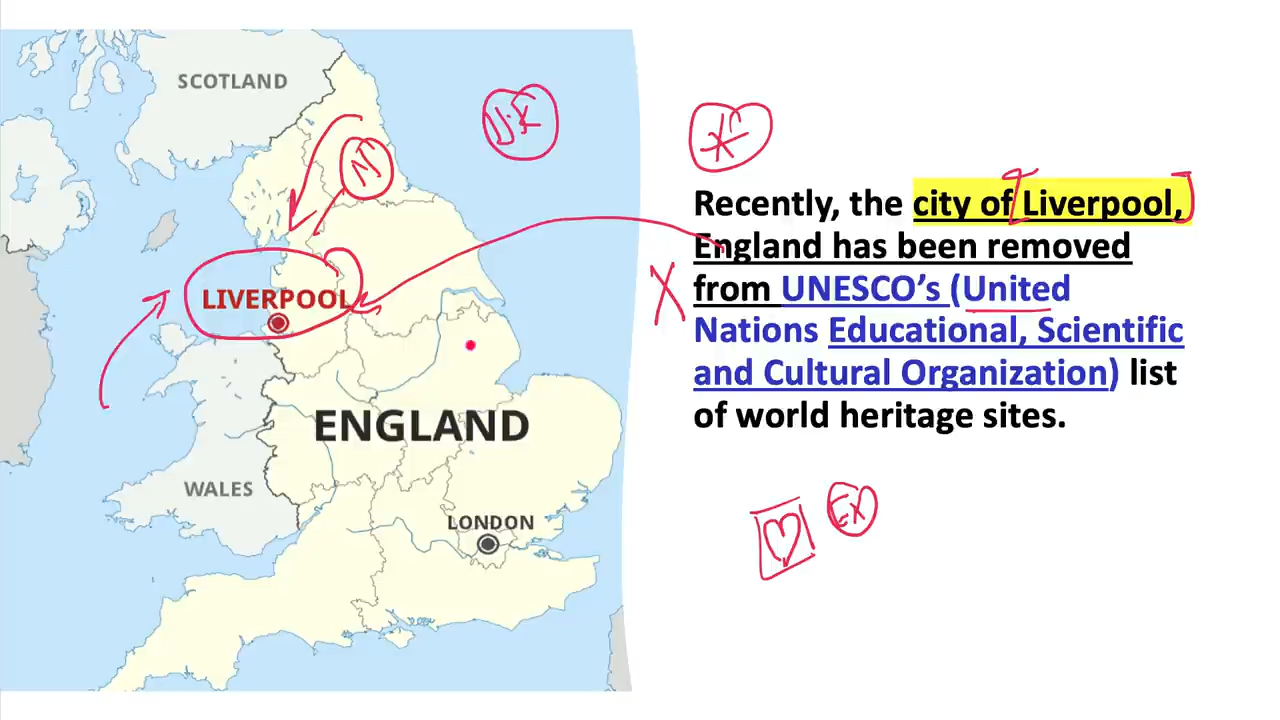 SCOTLAND
U.K
N
LIVERPOOL
ENGLAND
WALES
LONDON
Recently, the city of Liverpool,
England has been removed
from UNESCO’s (United
Nations Educational, Scientific
and Cultural Organization) list
of world heritage sites.
X
Ex